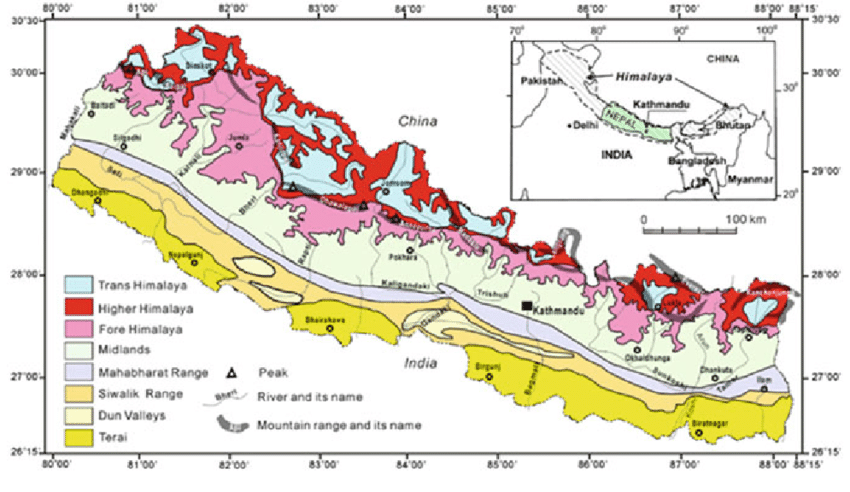 80°00' 81°00' 82°00' 83°00' 84°00' 85°00' 86°00' 87°00' 88°00' 88°15'
30°30'
30°30'
30°00'
30°00'
29°00'
29°00'
28°00'
28°00'
27°00'
27°00'
26°15'
26°15'
70° 80° 90° 100°
CHINA
Pakistan
Himalaya
30°
Kathmandu
NEPAL
Delhi
Bhutan
INDIA
Bangladesh
Myanmar
20°
0 100 km
China
Simikot
Baitadi
Silgadhi
Jumla
Karnali
Seti
Dhangadhi
Jomsom
Bheri
Nepalgunj
Rapti
Pokhara
Kaligandaki
Trishuli
Kathmandu
Bhairahawa
Kanchenjunga
Okhaldhunga
Arun
Dhankuta
Sunkoshi
Tamor
Ilam
Birgunj
Bagmati
Biratnagar
India
Trans Himalaya
Higher Himalaya
Fore Himalaya
Midlands
Mahabharat Range
Siwalik Range
Dun Valleys
Terai
Peak
Bheri
River and its name
Mountain range and its name
80°00' 81°00' 82°00' 83°00' 84°00' 85°00' 86°00' 87°00' 88°00' 88°15'